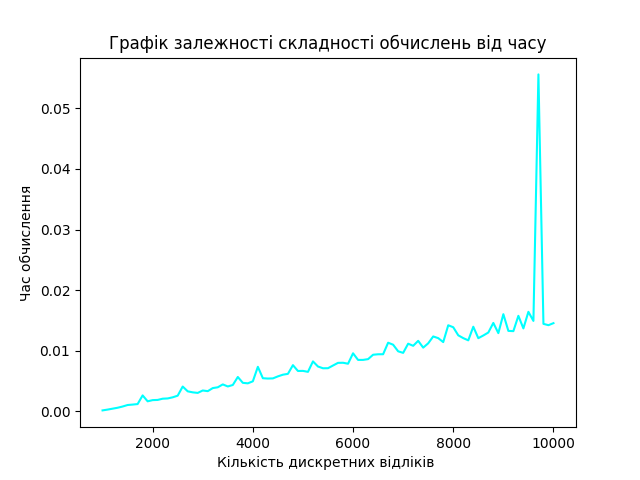 Графік залежності складності обчислень від часу
0.05
0.04
0.03
0.02
0.01
0.00
Час обчислення
2000 4000 6000 8000 10000
Кількість дискретних відліків